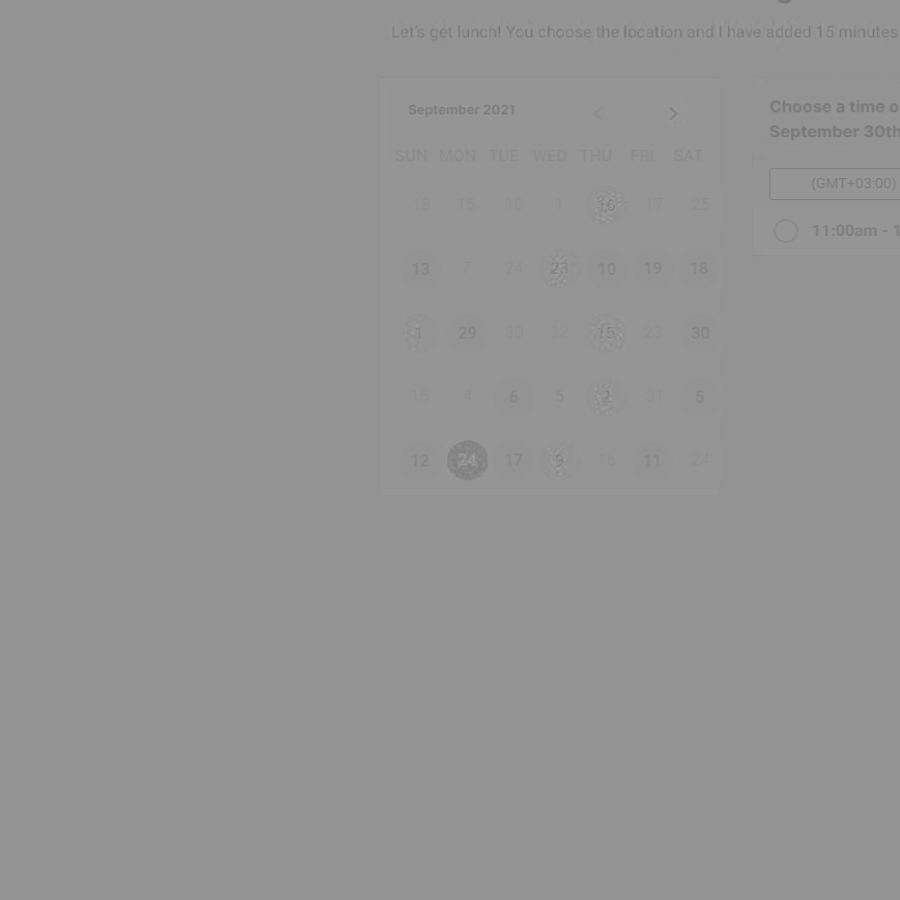 Let's get lunch! You choose the location and I have added 15 minutes
September 2021
SUN MON TUE WED THU FRI SAT
18 15 19 1 16 17 25
13 7 24 23 10 19 18
1 29 30 22 15 23 30
16 4 6 5 2 31 5
12 24 17 9 16 11 24
Choose a time o
September 30th
(GMT+03:00)
11:00am - 1